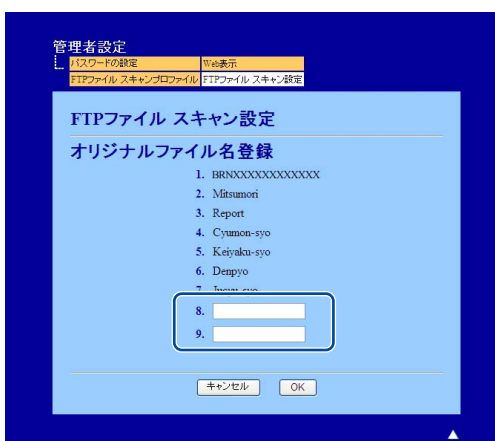 管理者設定
パスワードの設定 Web表示
FTPファイル スキャンプロファイル FTPファイル スキャン設定
FTPファイル スキャン設定
オリジナルファイル名登録
1. BRNXXXXXXXXXXXX
2. Mitsumori
3. Report
4. Cyumon-syo
5. Keiyaku-syo
6. Denpyo
7.
8.
9.
キャンセル OK